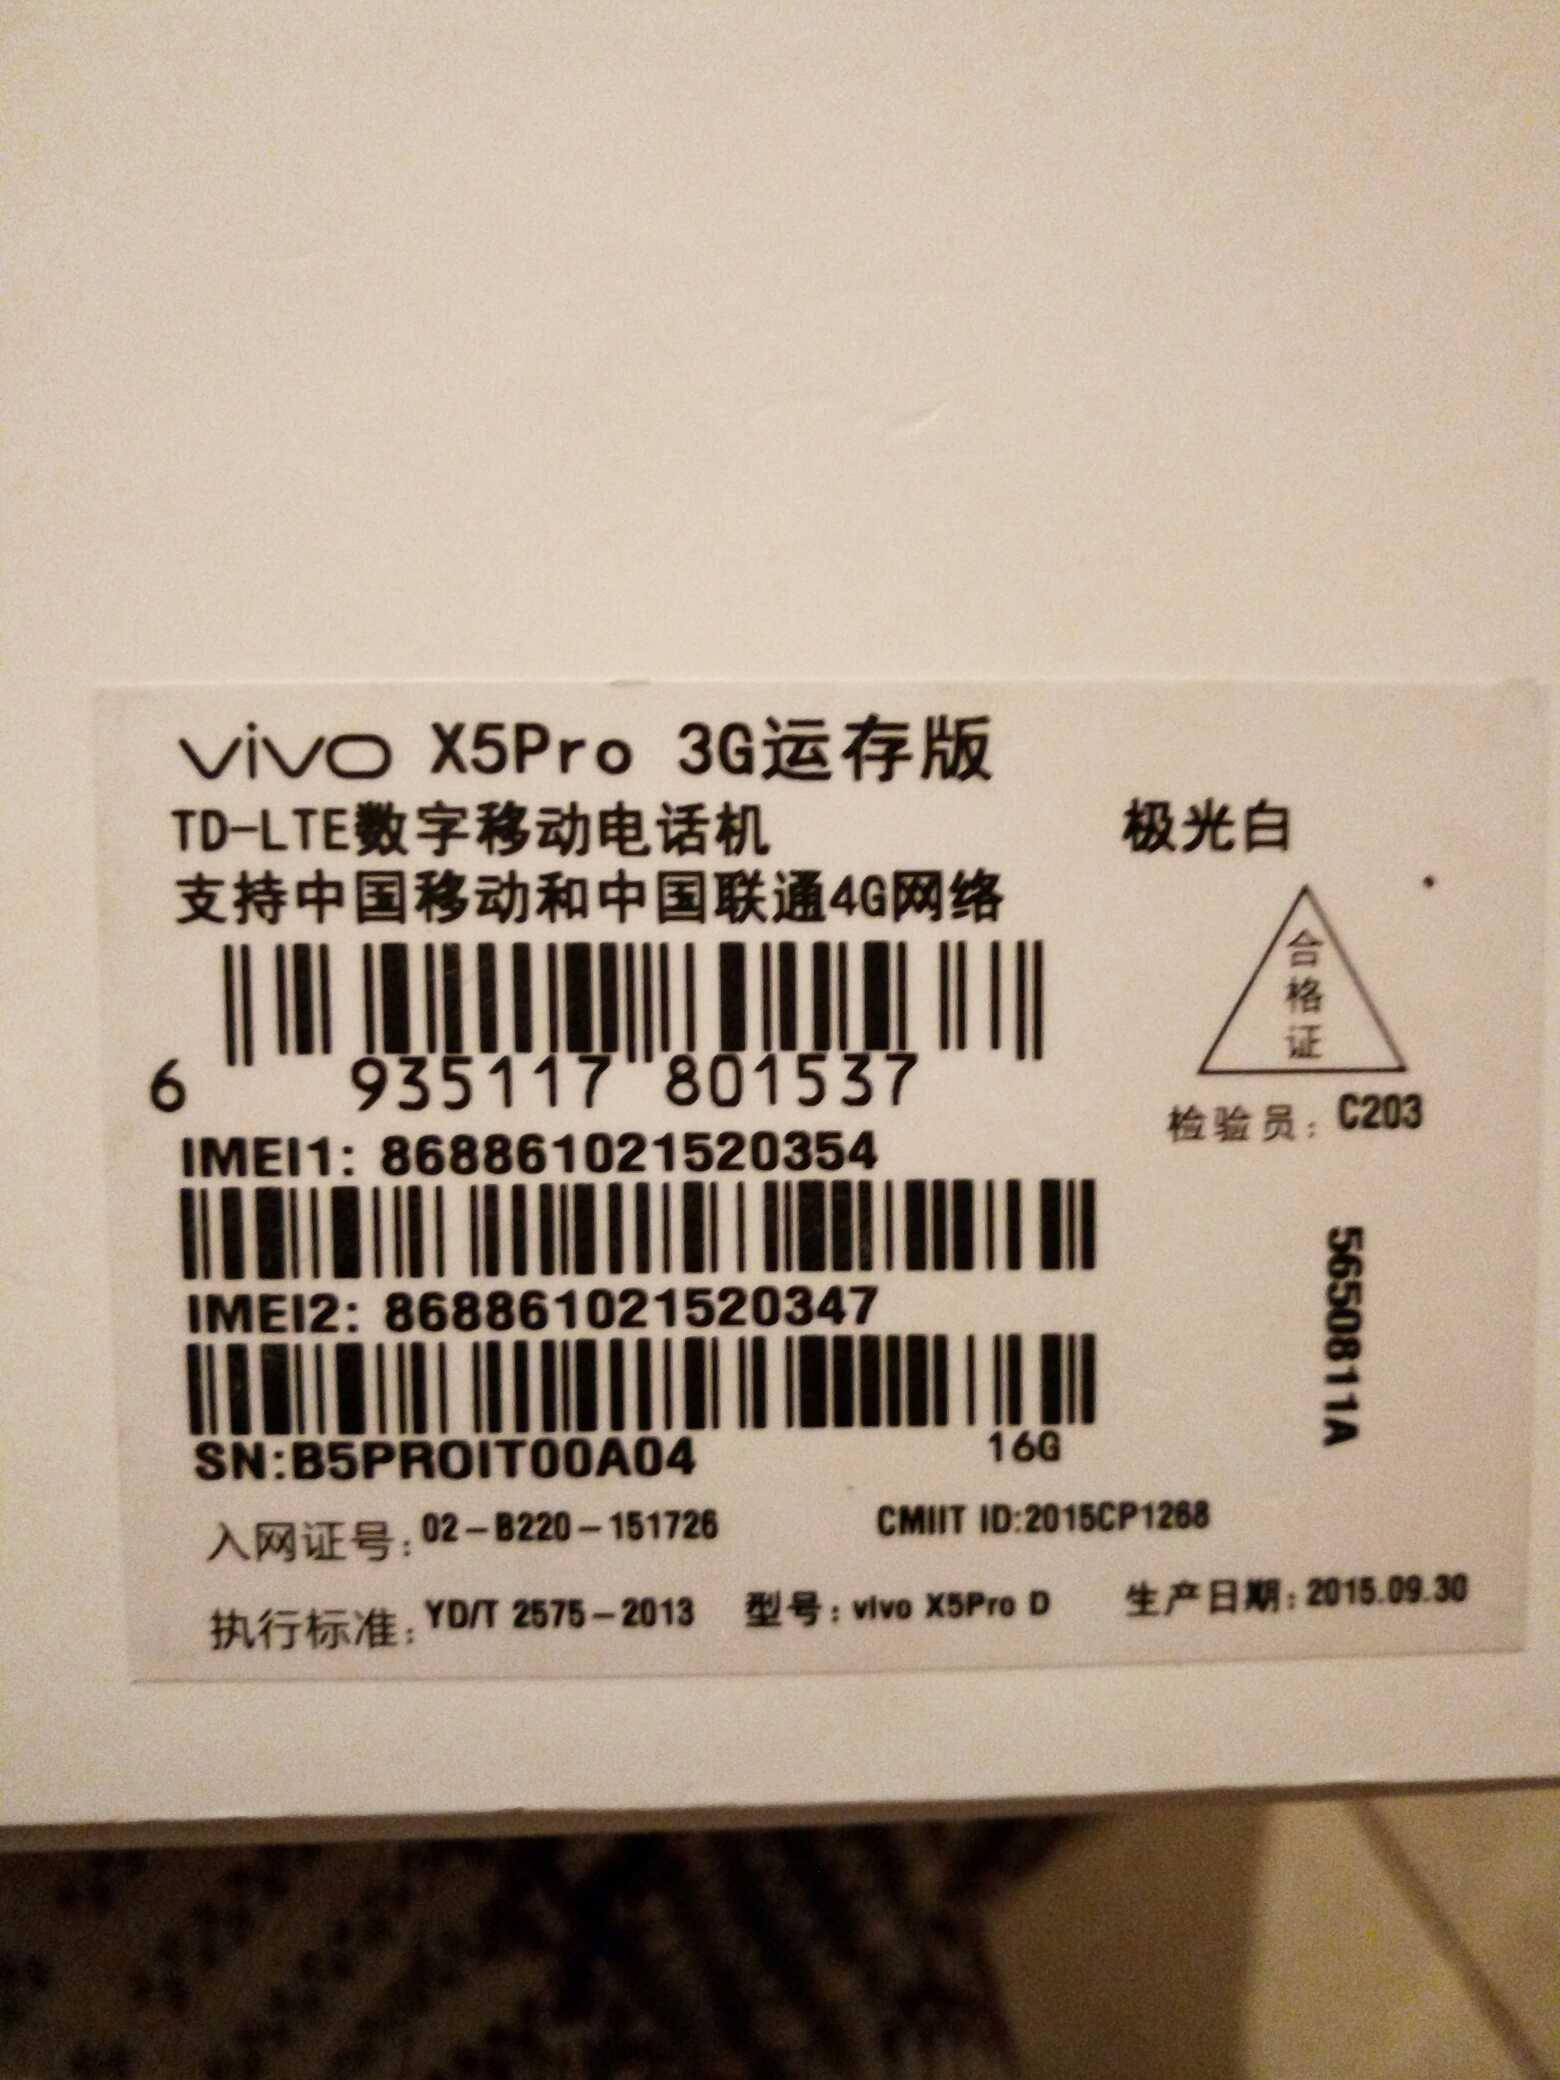 vivo X5Pro 3G运存版
TD-LTE数字移动电话机
极光白
支持中国移动和中国联通4G网络
合格证
6 935117 801537
检验员：C203
IMEI1: 868861021520354
IMEI2: 868861021520347
5650811A
SN:B5PROIT00A04
16G
入网证号：02-B220-151726
CMIIT ID:2015CP1268
执行标准：YD/T 2575-2013
型号：vivo X5Pro D
生产日期：2015.09.30